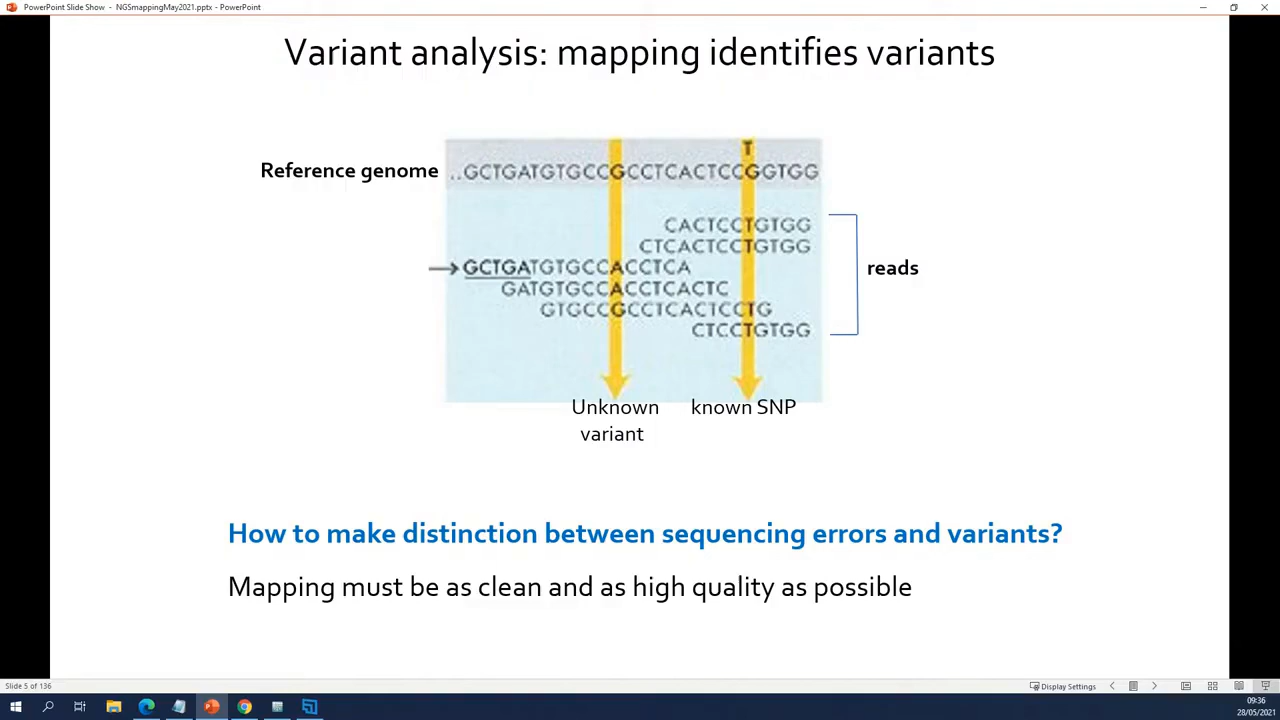 PowerPoint Slide Show - NGSmappingMay2021.pptx - PowerPoint
Variant analysis: mapping identifies variants
T
Reference genome ..GCTGATGTGCCGCCTCACTCCGGTGG
CACTCCTGTGG
CTCACTCCTGTGG
GCTGATGTGCCACCTCA
reads
GATGTGCCACCTCACTC
GTGCCGCCTCACTCCTG
CTCCTGTGG
Unknown variant
known SNP
How to make distinction between sequencing errors and variants?
Mapping must be as clean and as high quality as possible
Slide 5 of 136
Display Settings
09:36
28/05/2021